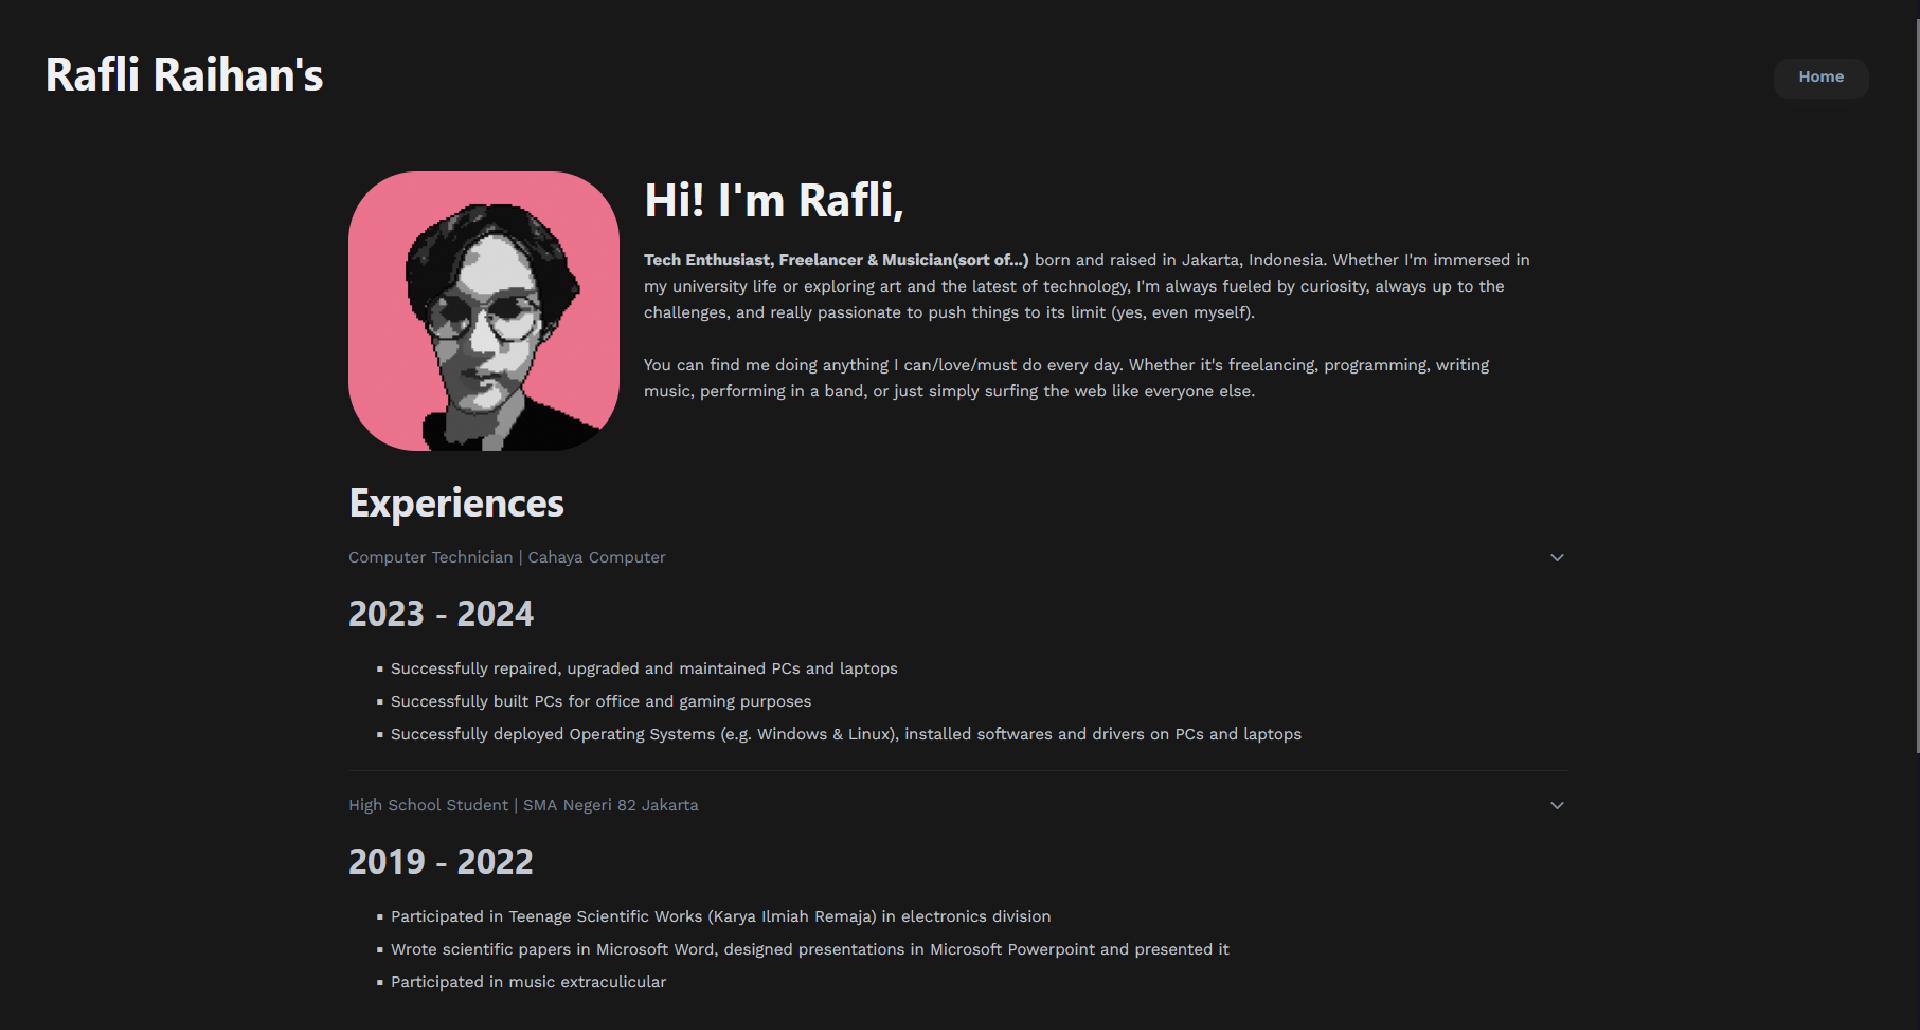 Rafli Raihan's
Home
Hi! I'm Rafli,
Tech Enthusiast, Freelancer & Musician(sort of...) born and raised in Jakarta, Indonesia. Whether I'm immersed in
my university life or exploring art and the latest of technology, I'm always fueled by curiosity, always up to the
challenges, and really passionate to push things to its limit (yes, even myself).
You can find me doing anything I can/love/must do every day. Whether it's freelancing, programming, writing
music, performing in a band, or just simply surfing the web like everyone else.
Experiences
Computer Technician | Cahaya Computer
2023 - 2024
▪ Successfully repaired, upgraded and maintained PCs and laptops
▪ Successfully built PCs for office and gaming purposes
▪ Successfully deployed Operating Systems (e.g. Windows & Linux), installed softwares and drivers on PCs and laptops
High School Student | SMA Negeri 82 Jakarta
2019 - 2022
▪ Participated in Teenage Scientific Works (Karya Ilmiah Remaja) in electronics division
▪ Wrote scientific papers in Microsoft Word, designed presentations in Microsoft Powerpoint and presented it
▪ Participated in music extraculicular